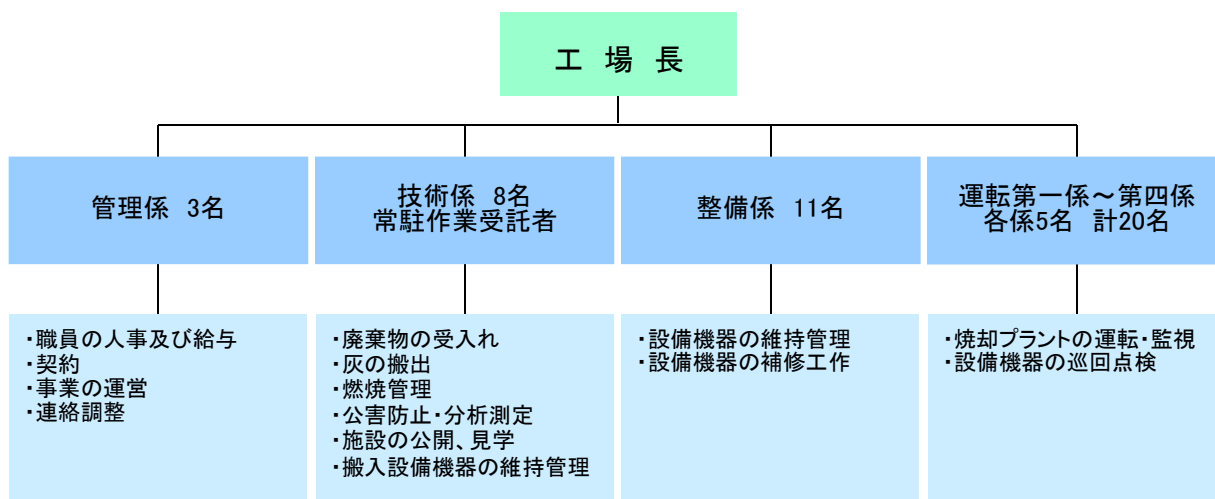 工 場 長
管理係 3名
技術係 8名
常駐作業受託者
整備係 11名
運転第一係～第四係
各係5名 計20名
・職員の人事及び給与
・契約
・事業の運営
・連絡調整
・廃棄物の受入れ
・灰の搬出
・燃焼管理
・公害防止・分析測定
・施設の公開、見学
・搬入設備機器の維持管理
・設備機器の維持管理
・設備機器の補修工作
・焼却プラントの運転・監視
・設備機器の巡回点検